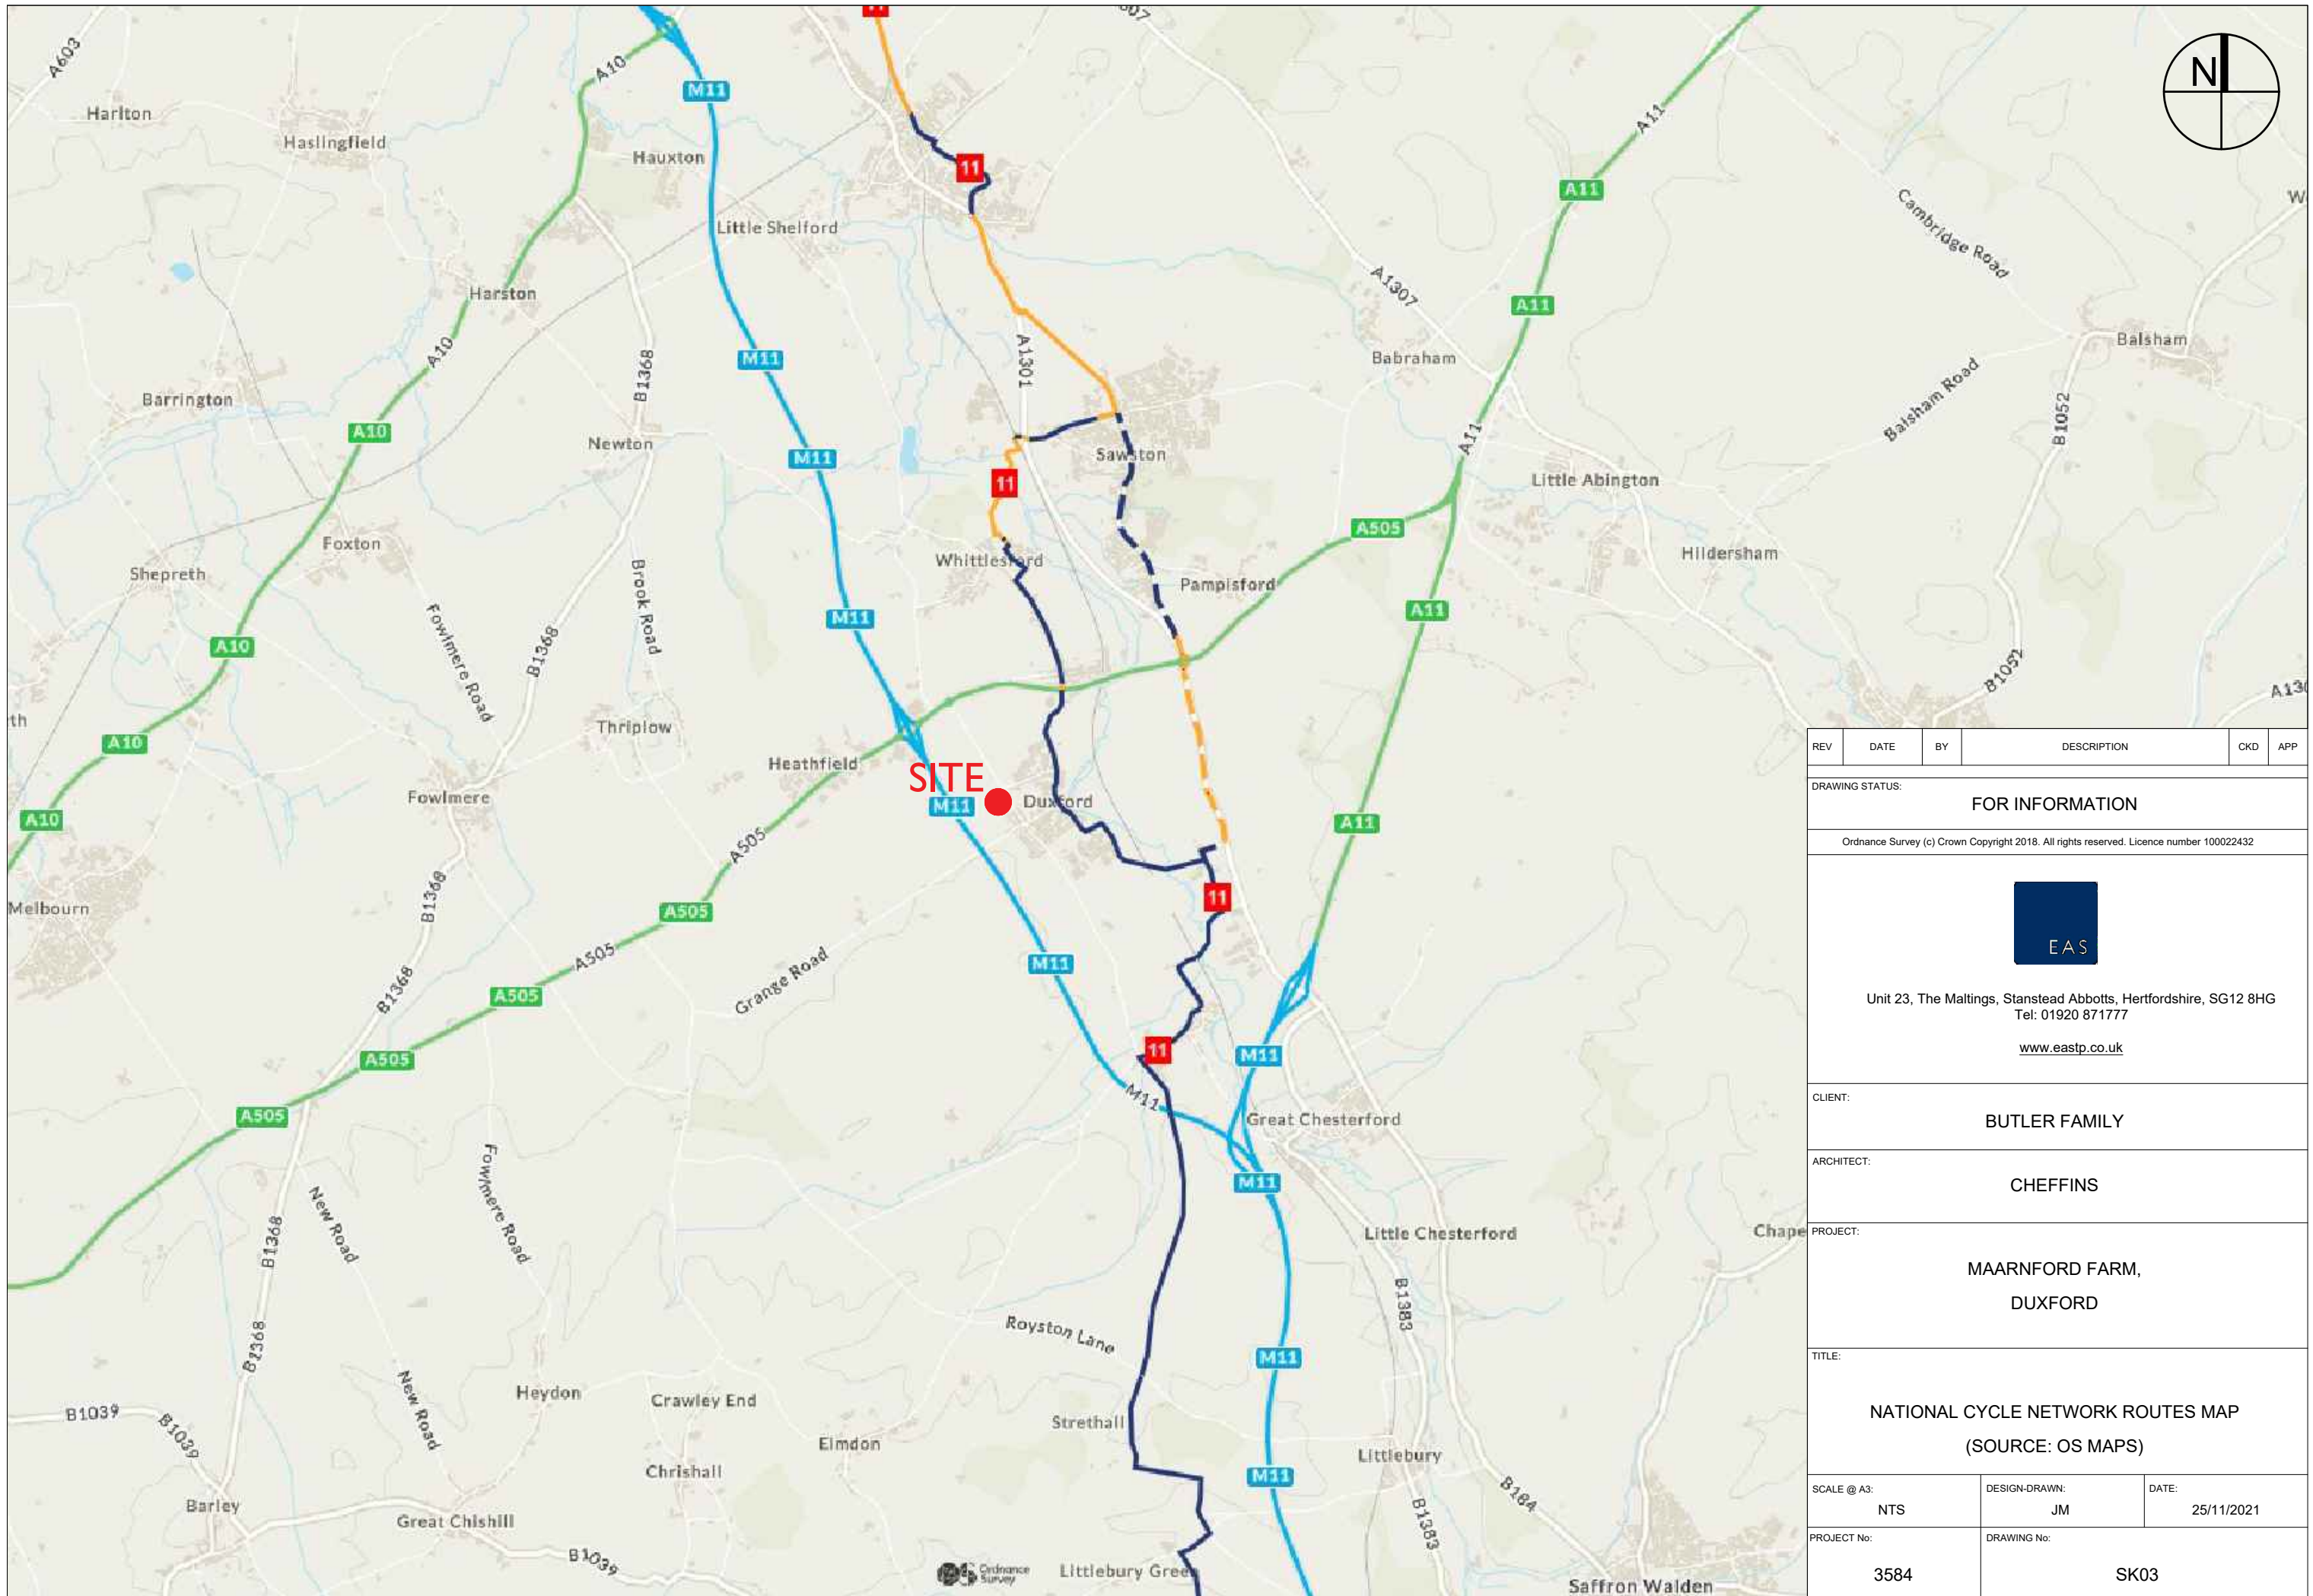 11
A603
A10
M11
N
Harlton
Haslingfield
Hauxton
11
A11
A11
Cambridge Road
Little Shelford
Harston
A1307
A11
A10
B1368
M11
A1301
Babraham
Balsham
Balsham Road
B1052
Barrington
A10
Newton
M11
Sawston
A11
11
Little Abington
A505
Foxton
Shepreth
Whittlesford
Hildersham
Brook Road
Pampisford
M11
A11
Fowlmere Road
B1368
A10
B1052
Thriplow
A10
Heathfield
SITE
M11
Duxford
Fowlmere
A10
A505
A11
Melbourn
B1368
A505
11
A505
Grange Road
M11
B1368
A505
A505
11
M11
M11
A505
Great Chesterford
M11
Fowlmere Road
New Road
B1368
Little Chesterford
Chape
B1383
Royston Lane
B1368
M11
New Road
Heydon
Crawley End
B1039
B1039
Strethall
Elmdon
Littlebury
Chrishall
M11
B184
Barley
Great Chishill
B1383
B1039
Ordnance
Survey
Littlebury Green
Saffron Walden
REV DATE BY DESCRIPTION CKD APP
DRAWING STATUS:
FOR INFORMATION
Ordnance Survey (c) Crown Copyright 2018. All rights reserved. Licence number 100022432
EAS
Unit 23, The Maltings, Stanstead Abbotts, Hertfordshire, SG12 8HG
Tel: 01920 871777
www.eastp.co.uk
CLIENT:
BUTLER FAMILY
ARCHITECT:
CHEFFINS
PROJECT:
MAARNFORD FARM,
DUXFORD
TITLE:
NATIONAL CYCLE NETWORK ROUTES MAP
(SOURCE: OS MAPS)
SCALE @ A3: DESIGN-DRAWN: DATE:
NTS JM 25/11/2021
PROJECT No: DRAWING No:
3584 SK03